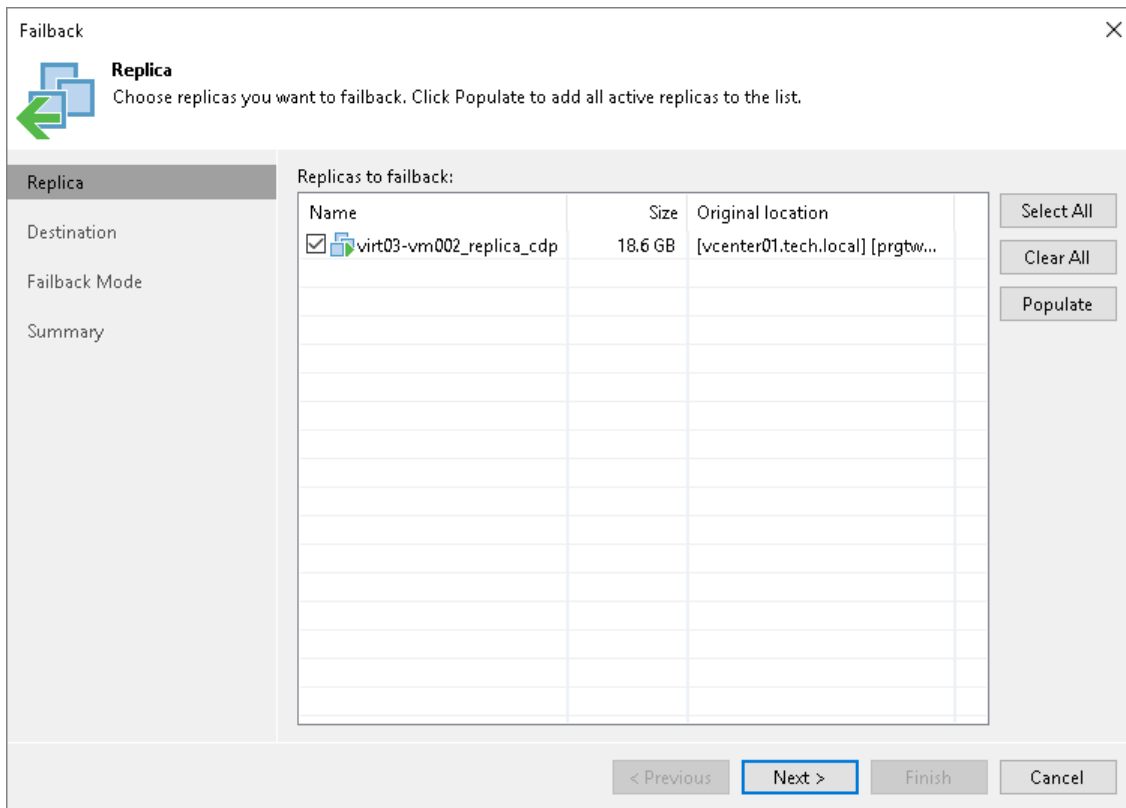 Failback
Replica
Choose replicas you want to failback. Click Populate to add all active replicas to the list.
Replica
Destination
Failback Mode
Summary
Replicas to failback:
Name Size Original location
virt03-vm002_replica_cdp 18.6 GB [vcenter01.tech.local] [prgtw...
Select All
Clear All
Populate
< Previous Next > Finish Cancel